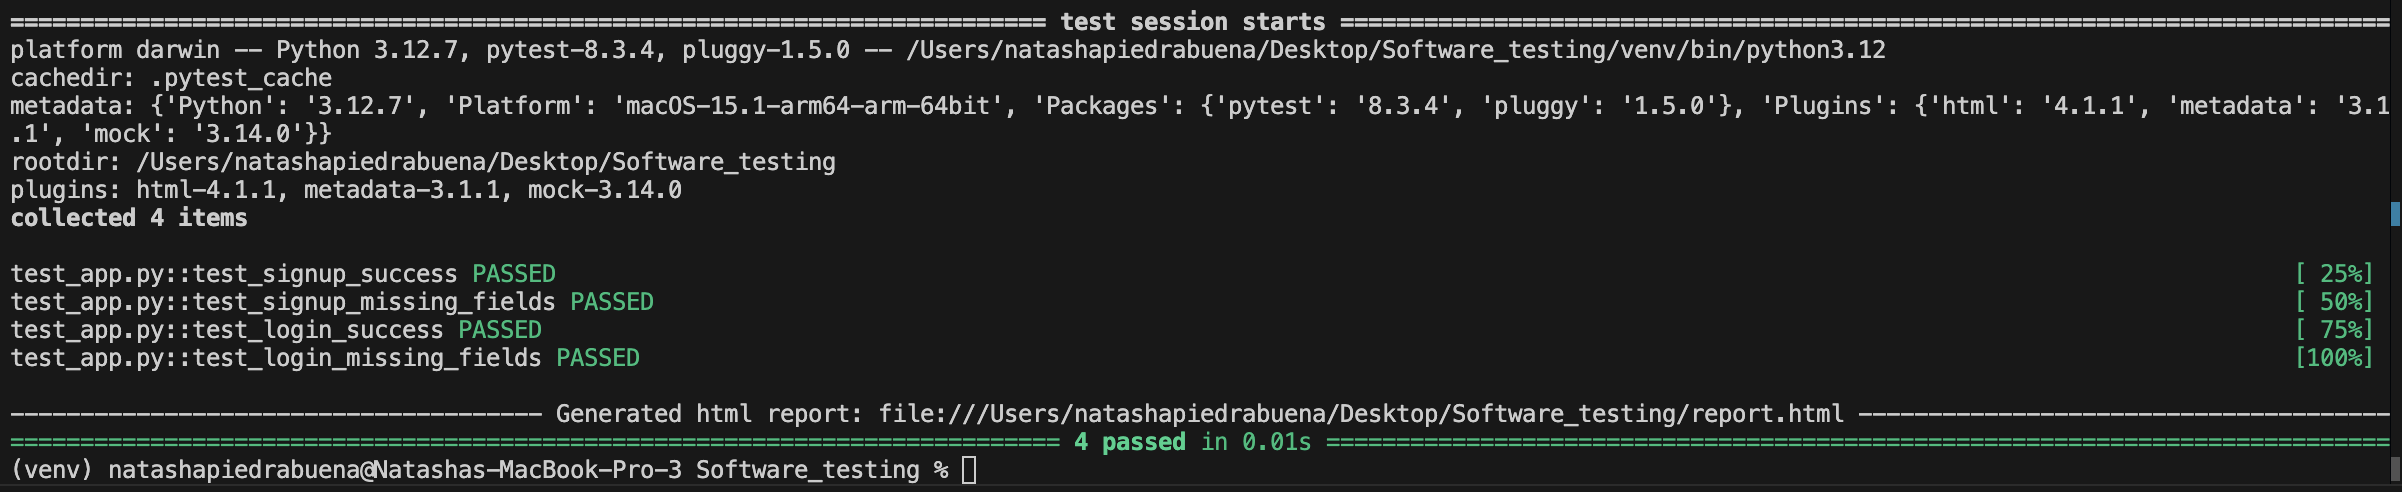 ========================================================================== test session starts ===========================================================================
platform darwin -- Python 3.12.7, pytest-8.3.4, pluggy-1.5.0 -- /Users/natashapiedrabuena/Desktop/Software_testing/venv/bin/python3.12
cachedir: .pytest_cache
metadata: {'Python': '3.12.7', 'Platform': 'macOS-15.1-arm64-arm-64bit', 'Packages': {'pytest': '8.3.4', 'pluggy': '1.5.0'}, 'Plugins': {'html': '4.1.1', 'metadata': '3.1
.1', 'mock': '3.14.0'}}
rootdir: /Users/natashapiedrabuena/Desktop/Software_testing
plugins: html-4.1.1, metadata-3.1.1, mock-3.14.0
collected 4 items
test_app.py::test_signup_success PASSED [ 25%]
test_app.py::test_signup_missing_fields PASSED [ 50%]
test_app.py::test_login_success PASSED [ 75%]
test_app.py::test_login_missing_fields PASSED [100%]
-------------------------------------- Generated html report: file:///Users/natashapiedrabuena/Desktop/Software_testing/report.html --------------------------------------
=========================================================================== 4 passed in 0.01s ============================================================================
(venv) natashapiedrabuena@Natashas-MacBook-Pro-3 Software_testing %